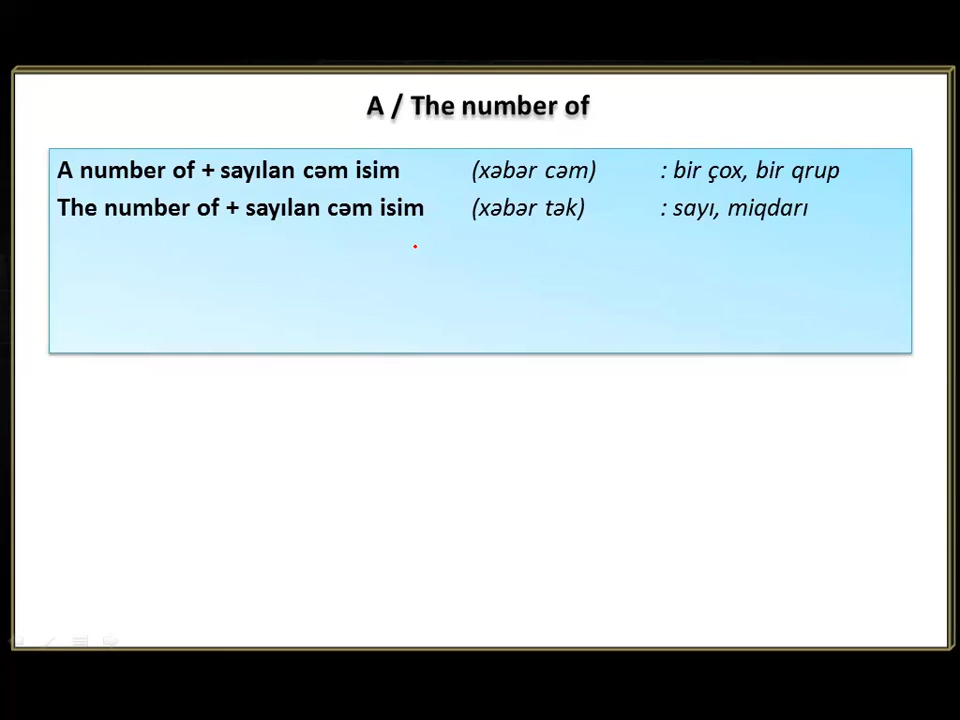 A / The number of
A number of + sayılan cəm isim (xəbər cəm) : bir çox, bir qrup
The number of + sayılan cəm isim (xəbər tək) : sayı, miqdarı